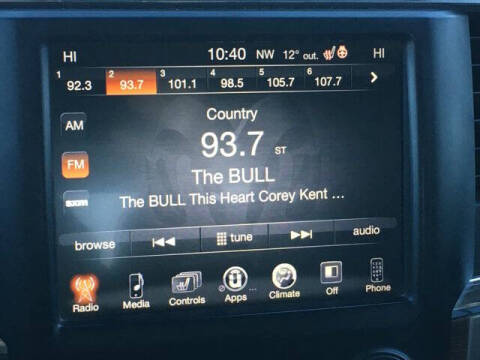 HI 10:40 NW 12° out. HI
1 92.3 2 93.7 3 101.1 4 98.5 5 105.7 6 107.7
Country
AM
93.7 ST
FM
The BULL
sxm
The BULL This Heart Corey Kent ...
browse tune audio
Radio Media Controls Apps Climate Off Phone